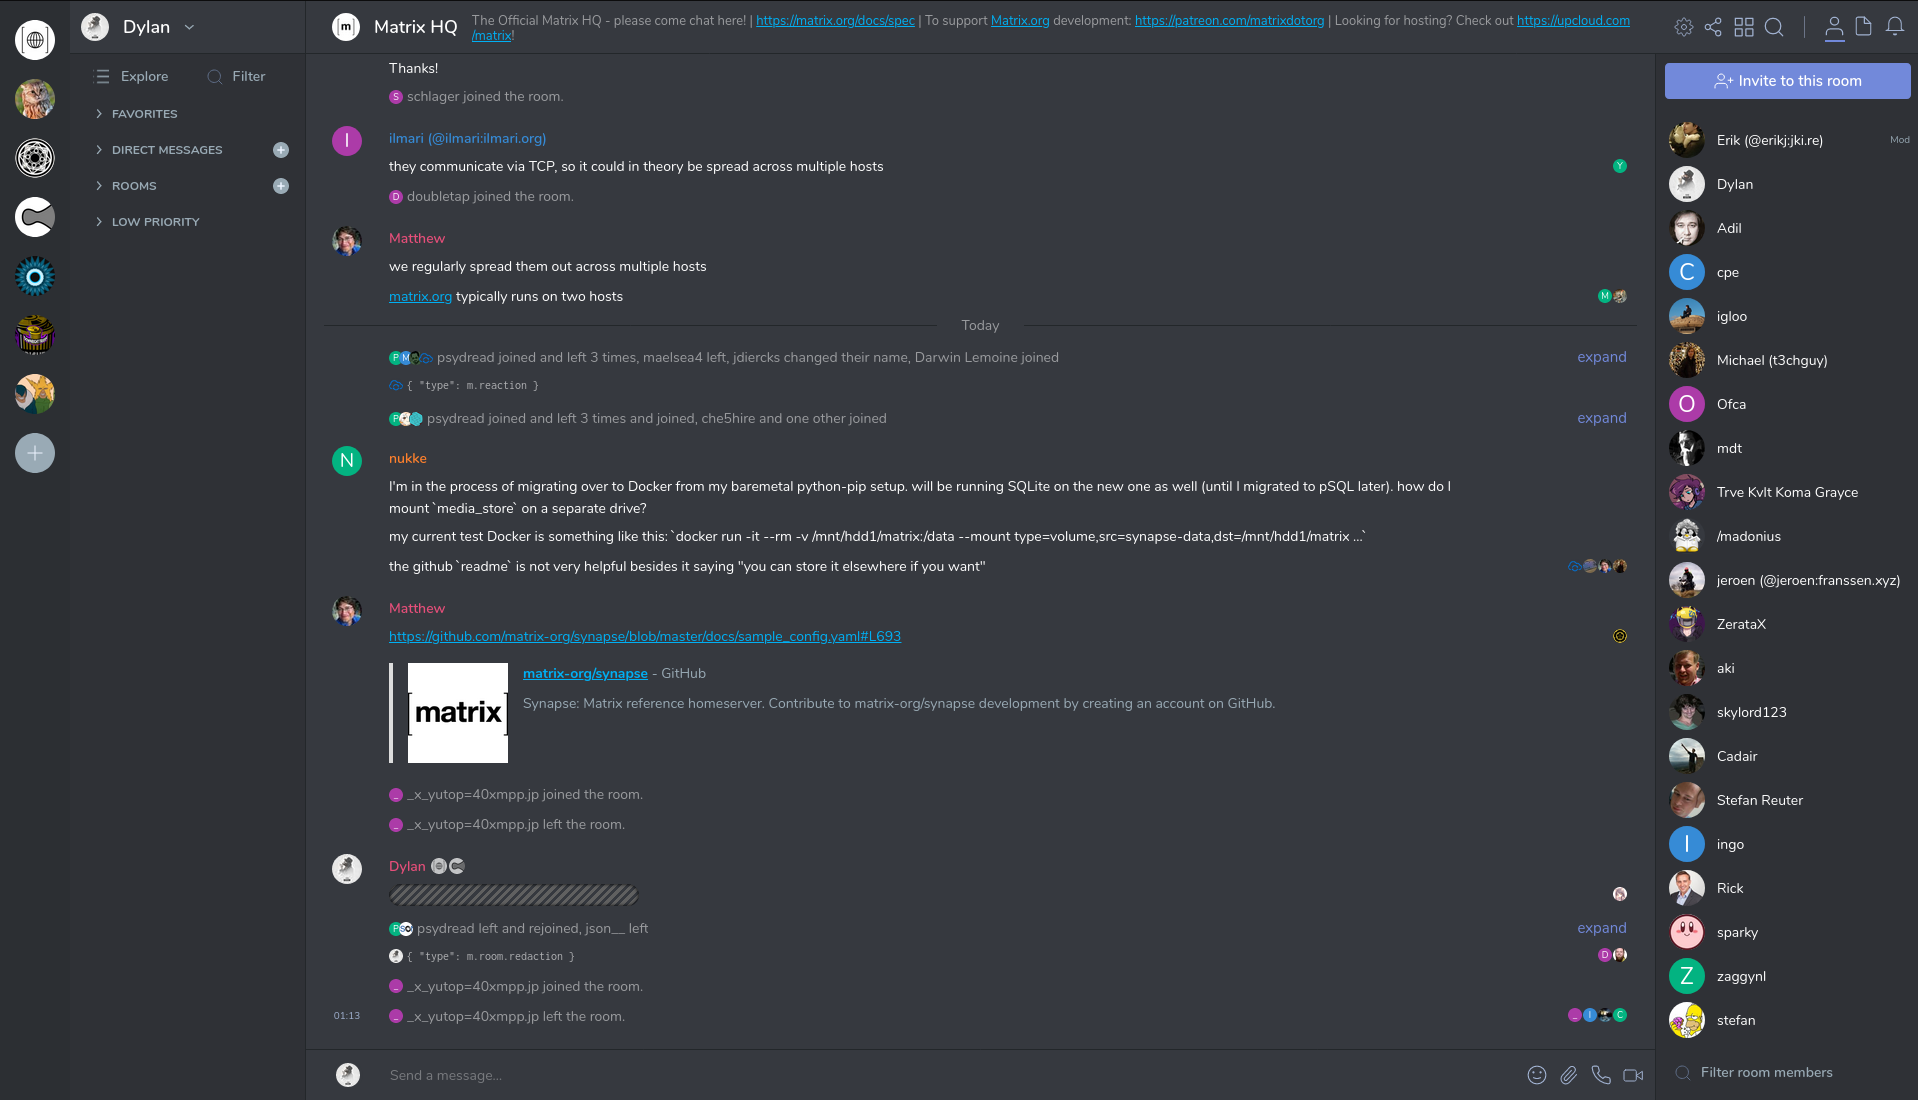 Dylan
Explore
Filter
FAVORITES
DIRECT MESSAGES
ROOMS
LOW PRIORITY
[m]
Matrix HQ
The Official Matrix HQ - please come chat here! | https://matrix.org/docs/spec | To support Matrix.org development: https://patreon.com/matrixdotorg | Looking for hosting? Check out https://upcloud.com
/matrix!
Thanks!
S schlager joined the room.
I
ilmari (@ilmari:ilmari.org)
they communicate via TCP, so it could in theory be spread across multiple hosts
Y
D doubletap joined the room.
Matthew
we regularly spread them out across multiple hosts
matrix.org typically runs on two hosts
M
Today
P M psydread joined and left 3 times, maelsea4 left, jdiercks changed their name, Darwin Lemoine joined
expand
{ "type": m.reaction }
P psydread joined and left 3 times and joined, che5hire and one other joined
expand
N
nukke
I'm in the process of migrating over to Docker from my baremetal python-pip setup. will be running SQLite on the new one as well (until I migrated to pSQL later). how do I
mount `media_store` on a separate drive?
my current test Docker is something like this: `docker run -it --rm -v /mnt/hdd1/matrix:/data --mount type=volume,src=synapse-data,dst=/mnt/hdd1/matrix ...`
the github `readme` is not very helpful besides it saying "you can store it elsewhere if you want"
Matthew
https://github.com/matrix-org/synapse/blob/master/docs/sample_config.yaml#L693
[matrix]
matrix-org/synapse - GitHub
Synapse: Matrix reference homeserver. Contribute to matrix-org/synapse development by creating an account on GitHub.
_ _x_yutop=40xmpp.jp joined the room.
_ _x_yutop=40xmpp.jp left the room.
Dylan
P psydread left and rejoined, json__ left
expand
{ "type": m.room.redaction }
D
_ _x_yutop=40xmpp.jp joined the room.
01:13
_ _x_yutop=40xmpp.jp left the room.
_ I C
Send a message...
Invite to this room
Erik (@erikj:jki.re)
Mod
Dylan
Adil
C cpe
igloo
Michael (t3chguy)
O Ofca
mdt
Trve Kvlt Koma Grayce
/madonius
jeroen (@jeroen:franssen.xyz)
ZerataX
aki
skylord123
Cadair
Stefan Reuter
I ingo
Rick
sparky
Z zaggynl
stefan
Filter room members